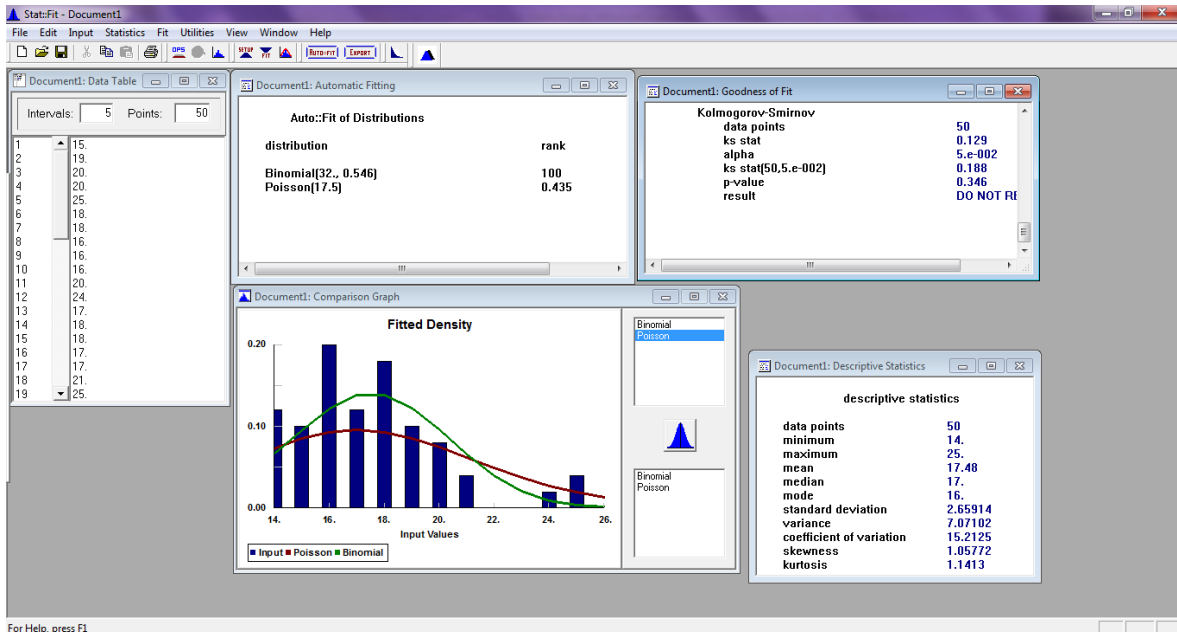 Stat::Fit - Document1
File Edit Input Statistics Fit Utilities View Window Help
OPS SETUP FIT AUTO::FIT EXPORT
Document1: Data Table
Intervals: 5 Points: 50
1 15.
2 19.
3 20.
4 20.
5 25.
6 18.
7 18.
8 16.
9 16.
10 16.
11 20.
12 24.
13 17.
14 18.
15 18.
16 17.
17 17.
18 21.
19 25.
Document1: Automatic Fitting
Auto::Fit of Distributions
distribution rank
Binomial(32., 0.546) 100
Poisson(17.5) 0.435
Document1: Goodness of Fit
Kolmogorov-Smirnov
data points 50
ks stat 0.129
alpha 5.e-002
ks stat(50,5.e-002) 0.188
p-value 0.346
result DO NOT RE
Document1: Comparison Graph
Fitted Density
0.20
0.10
0.00
14. 16. 18. 20. 22. 24. 26.
Input Values
Input Poisson Binomial
Binomial
Poisson
Binomial
Poisson
Document1: Descriptive Statistics
descriptive statistics
data points 50
minimum 14.
maximum 25.
mean 17.48
median 17.
mode 16.
standard deviation 2.65914
variance 7.07102
coefficient of variation 15.2125
skewness 1.05772
kurtosis 1.1413
For Help, press F1